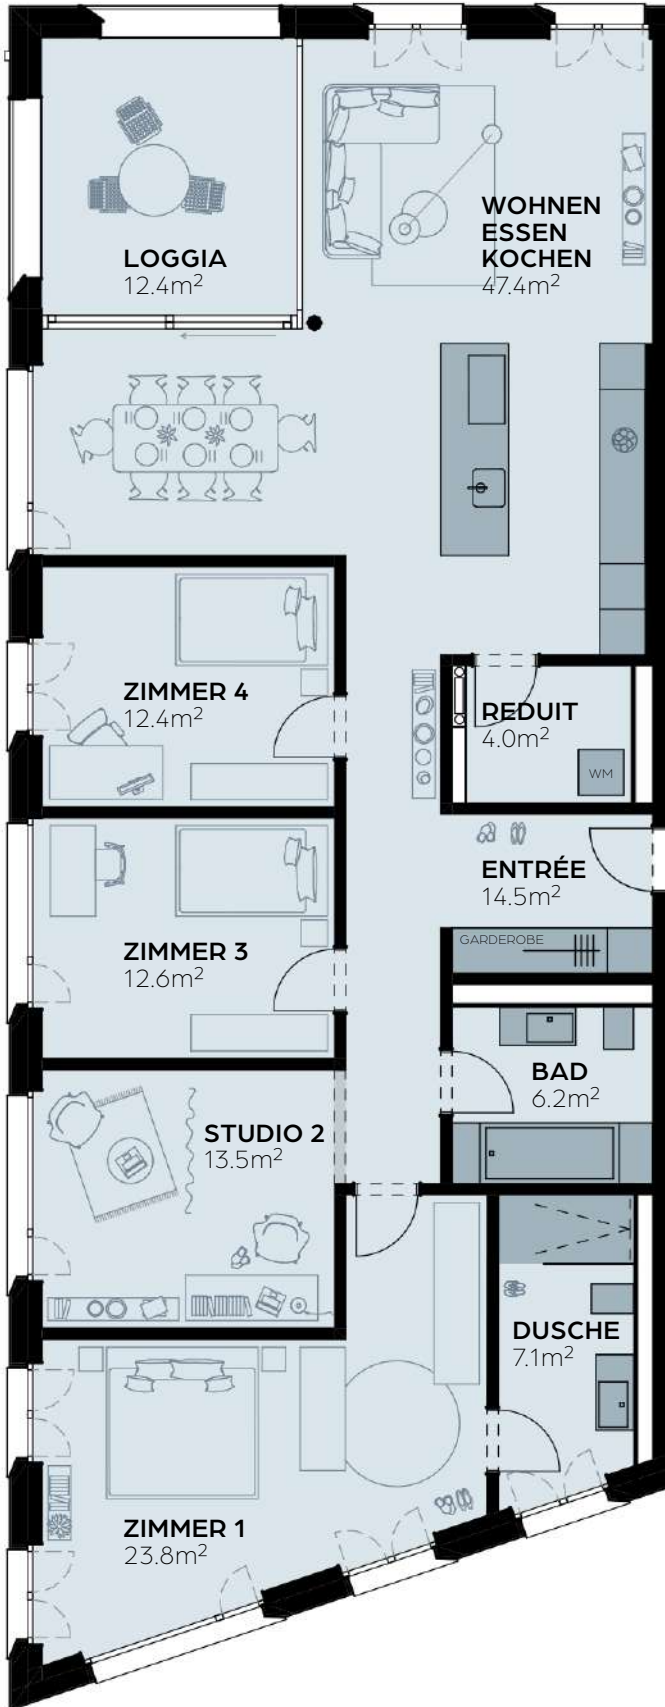 LOGGIA
12.4m²
WOHNEN
ESSEN
KOCHEN
47.4m²
ZIMMER 4
12.4m²
REDUIT
4.0m²
WM
ENTRÉE
14.5m²
GARDEROBE
ZIMMER 3
12.6m²
BAD
6.2m²
STUDIO 2
13.5m²
DUSCHE
7.1m²
ZIMMER 1
23.8m²